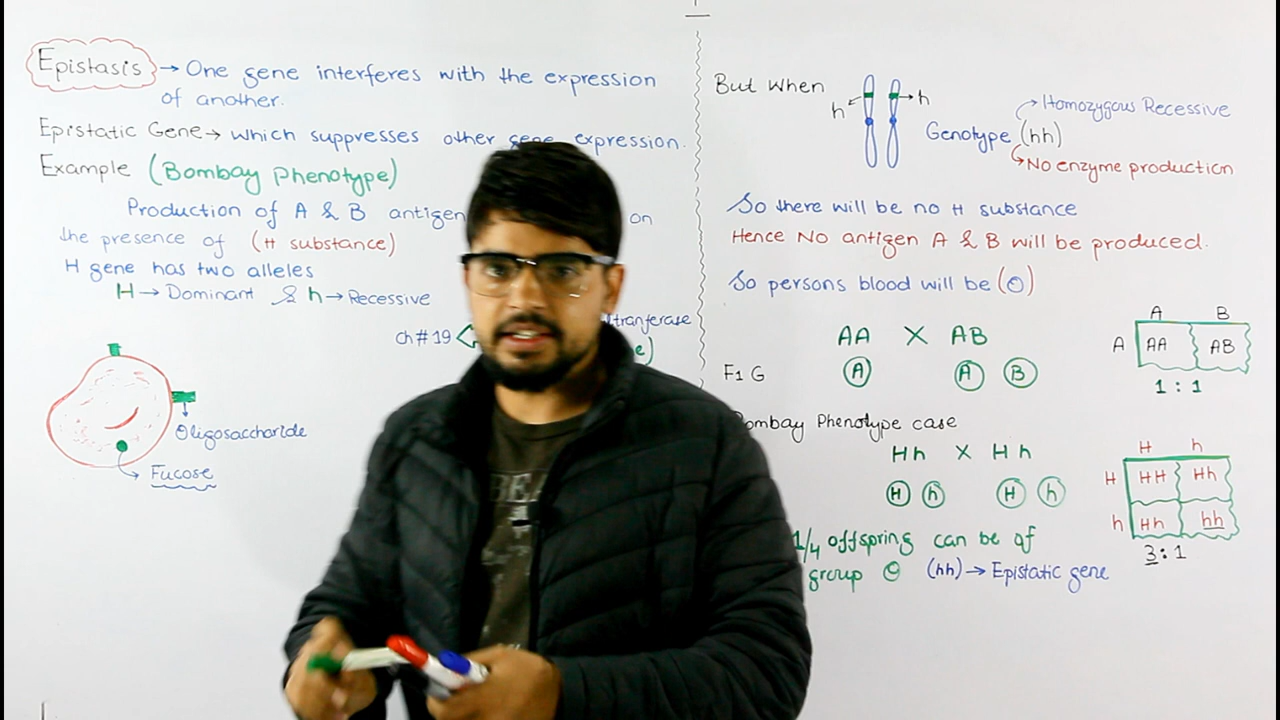 Epistasis → One gene interferes with the expression
of another.
Epistatic Gene → which suppresses other gene expression.
Example (Bombay Phenotype)
Production of A & B antigen on
the presence of (H substance)
H gene has two alleles
H → Dominant & h → Recessive
Ch # 19
Oligosaccharide
Fucose
But when
h h
Genotype (hh)
Homozygous Recessive
No enzyme production
So there will be no H substance
Hence No antigen A & B will be produced.
So persons blood will be (O)
AA X AB
F1 G A A B
A B
A AA AB
1 : 1
Phenotype case
Hh X Hh
H h H h
H h
H HH Hh
h Hh hh
3 : 1
1/4 offspring can be of
group O (hh) → Epistatic gene